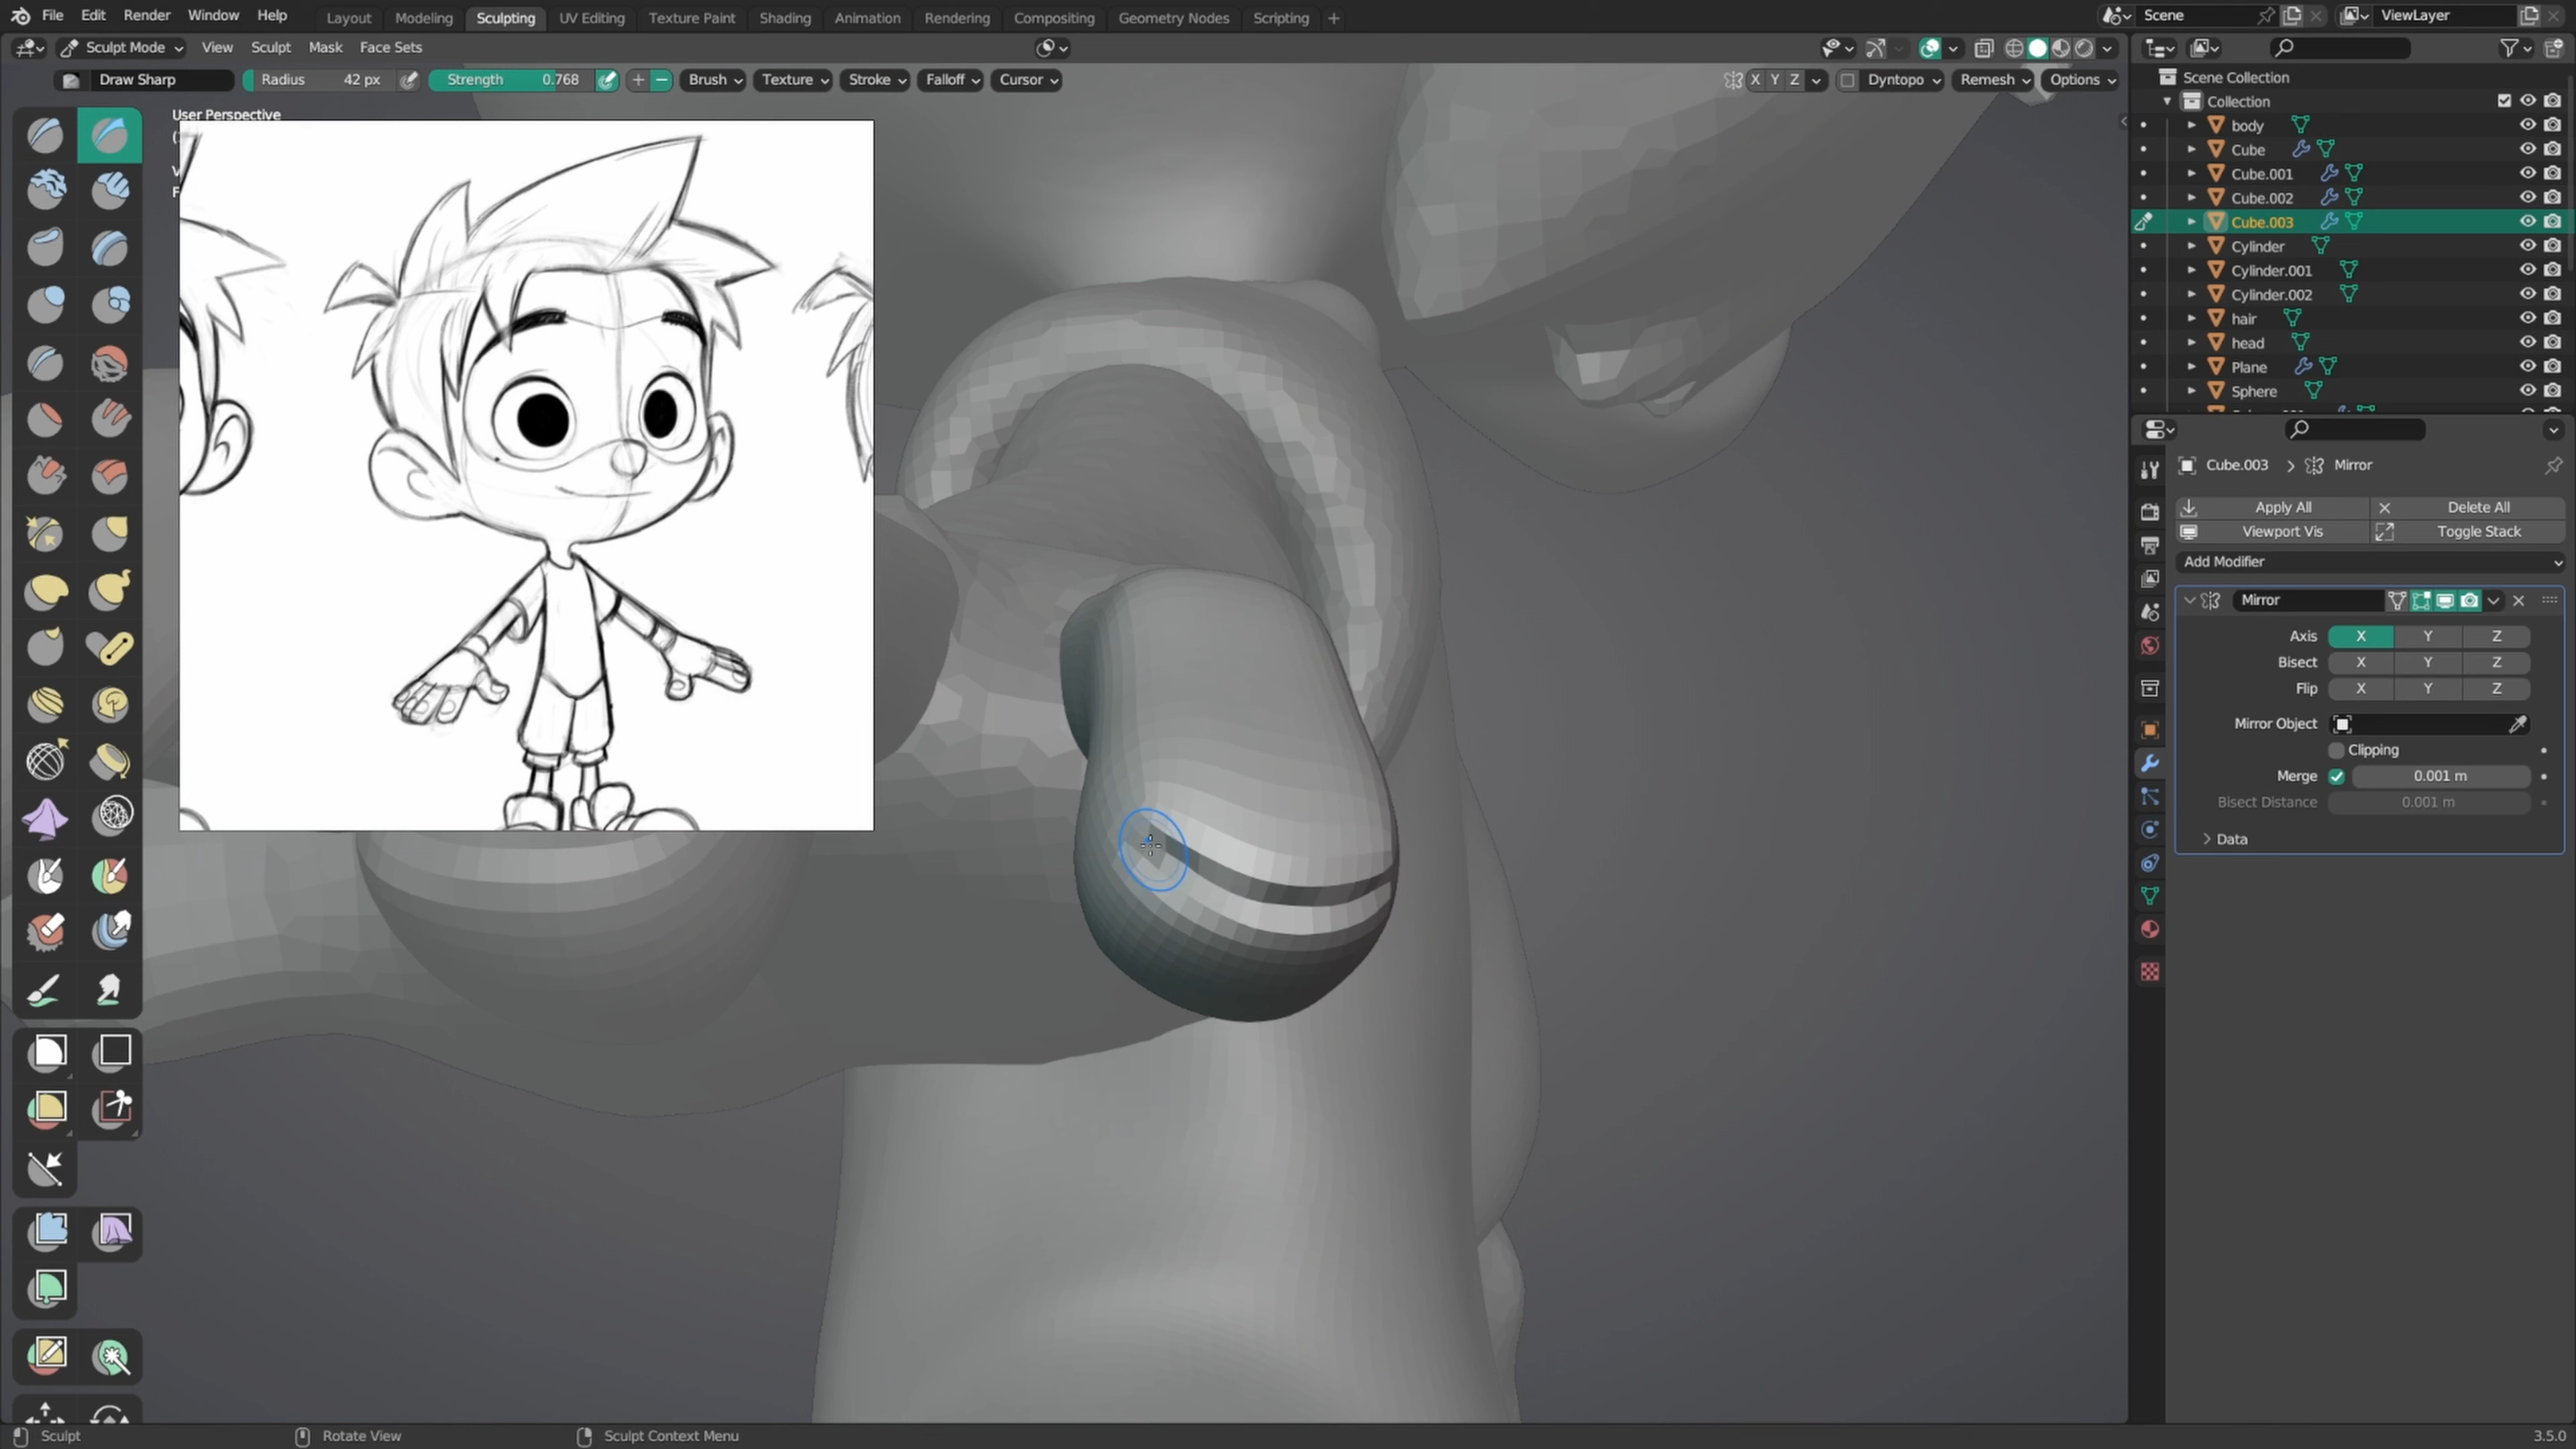 File Edit Render Window Help
Layout Modeling Sculpting UV Editing Texture Paint Shading Animation Rendering Compositing Geometry Nodes Scripting +
Scene
ViewLayer
Sculpt Mode View Sculpt Mask Face Sets
Draw Sharp
Radius 42 px
Strength 0.768
Brush Texture Stroke Falloff Cursor
X Y Z
Dyntopo Remesh Options
User Perspective
Scene Collection
Collection
body
Cube
Cube.001
Cube.002
Cube.003
Cylinder
Cylinder.001
Cylinder.002
hair
head
Plane
Sphere
Cube.003 > Mirror
Apply All Delete All
Viewport Vis Toggle Stack
Add Modifier
Mirror
Axis X Y Z
Bisect X Y Z
Flip X Y Z
Mirror Object
Clipping
Merge 0.001 m
Bisect Distance 0.001 m
Data
Sculpt Rotate View Sculpt Context Menu
3.5.0